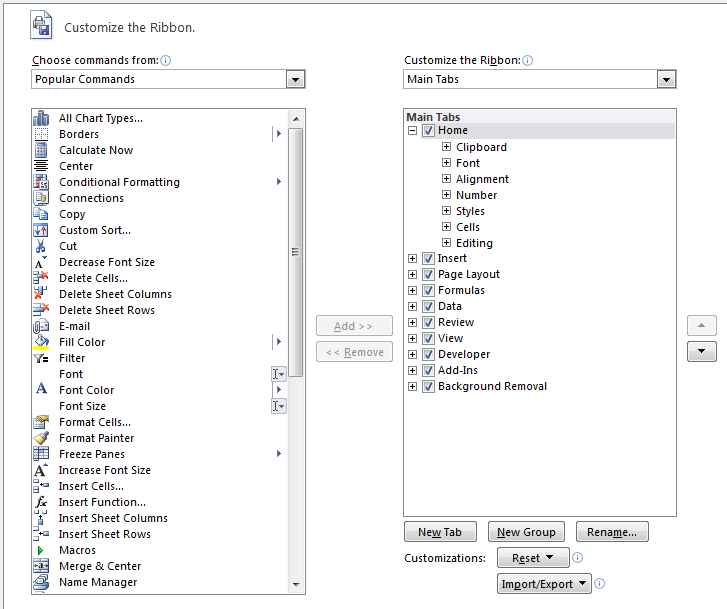 Customize the Ribbon.
Choose commands from:
Popular Commands
All Chart Types...
Borders
Calculate Now
Center
Conditional Formatting
Connections
Copy
Custom Sort...
Cut
Decrease Font Size
Delete Cells...
Delete Sheet Columns
Delete Sheet Rows
E-mail
Fill Color
Filter
Font
Font Color
Font Size
Format Cells...
Format Painter
Freeze Panes
Increase Font Size
Insert Cells...
Insert Function...
Insert Sheet Columns
Insert Sheet Rows
Macros
Merge & Center
Name Manager
Add >>
<< Remove
Customize the Ribbon:
Main Tabs
Main Tabs
Home
Clipboard
Font
Alignment
Number
Styles
Cells
Editing
Insert
Page Layout
Formulas
Data
Review
View
Developer
Add-Ins
Background Removal
New Tab New Group Rename...
Customizations: Reset
Import/Export